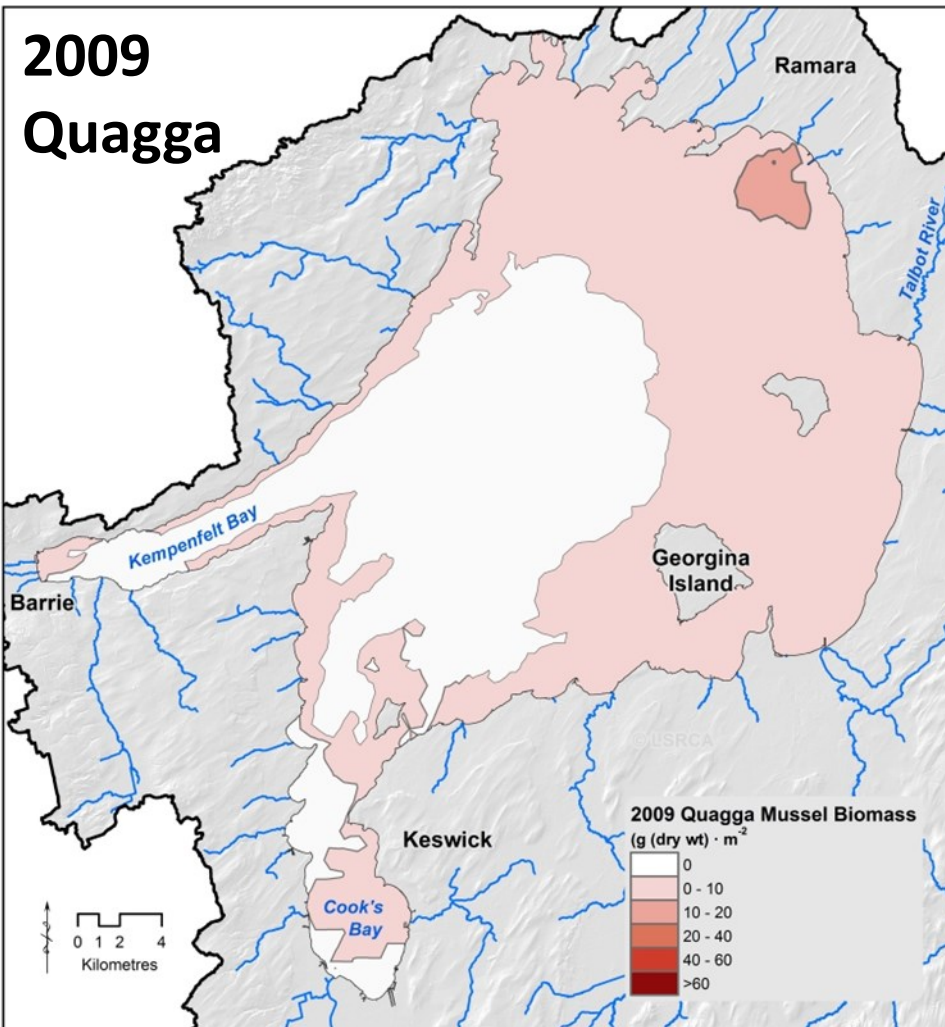 2009
Quagga
Ramara
Talbot River
Kempenfelt Bay
Georgina
Island
Barrie
© LSRCA
Keswick
Cook's
Bay
0 1 2 4
Kilometres
2009 Quagga Mussel Biomass
(g (dry wt) · m-2
0
0 - 10
10 - 20
20 - 40
40 - 60
>60